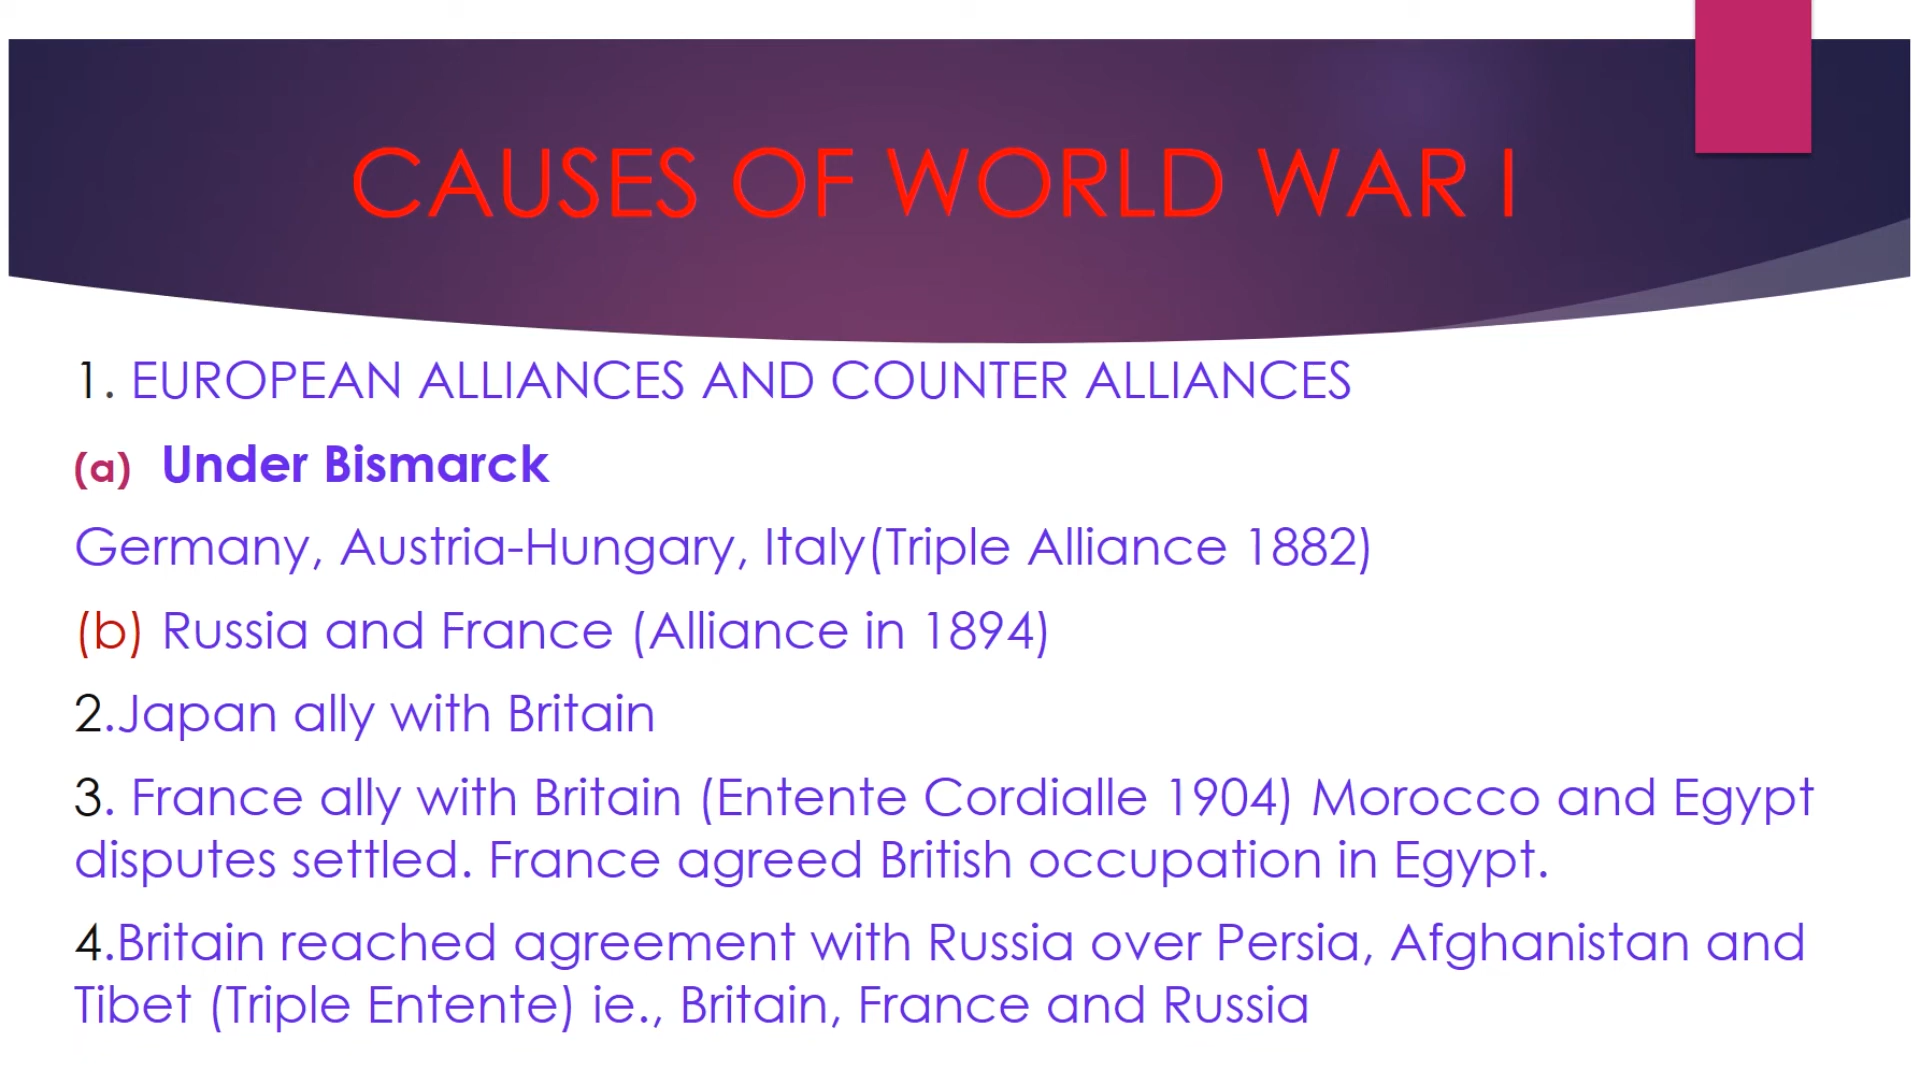 CAUSES OF WORLD WAR I
1. EUROPEAN ALLIANCES AND COUNTER ALLIANCES
(a) Under Bismarck
Germany, Austria-Hungary, Italy(Triple Alliance 1882)
(b) Russia and France (Alliance in 1894)
2.Japan ally with Britain
3. France ally with Britain (Entente Cordialle 1904) Morocco and Egypt
disputes settled. France agreed British occupation in Egypt.
4.Britain reached agreement with Russia over Persia, Afghanistan and
Tibet (Triple Entente) ie., Britain, France and Russia